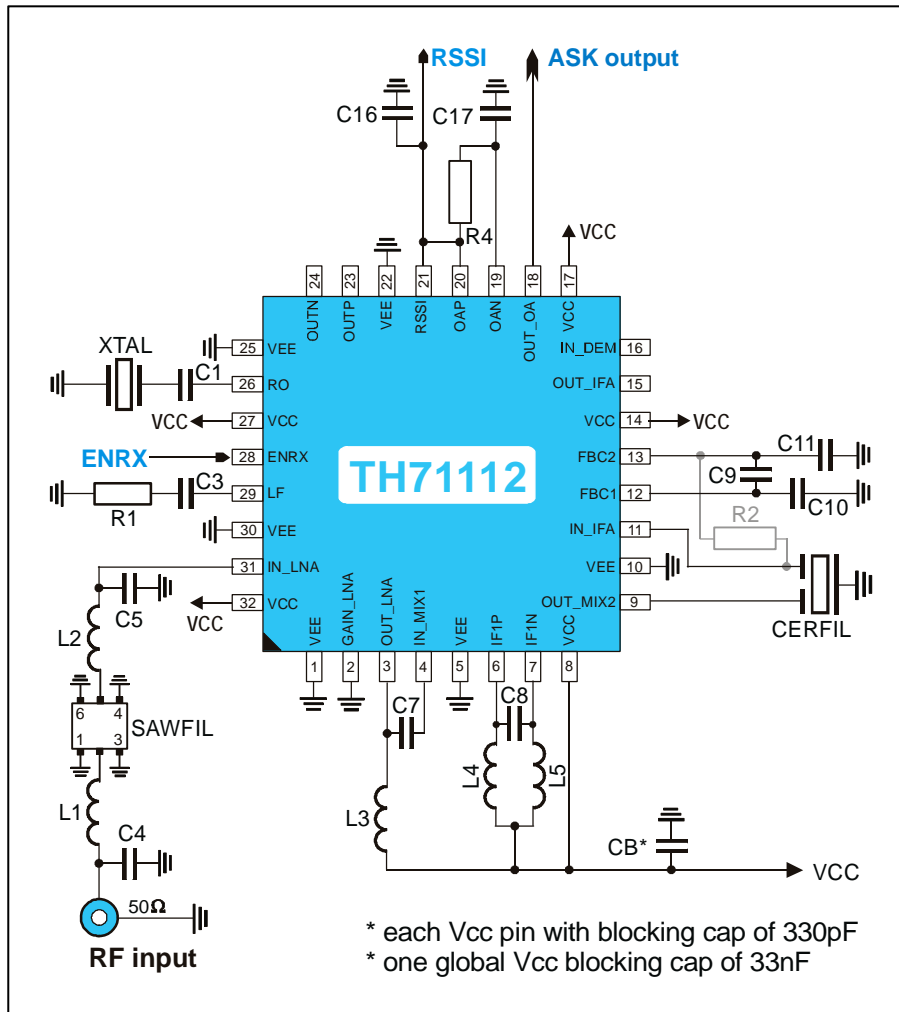 RSSI
ASK output
C16
C17
R4
VCC
24
23
22
21
20
19
18
17
OUTN
OUTP
VEE
RSSI
OAP
OAN
OUT_OA
VCC
XTAL
C1
25
VEE
IN_DEM
16
26
RO
OUT_IFA
15
VCC
27
VCC
VCC
14
VCC
ENRX
28
ENRX
FBC2
13
C11
C9
TH71112
C3
R1
29
LF
FBC1
12
C10
30
VEE
IN_IFA
11
R2
31
IN_LNA
VEE
10
C5
VCC
32
VCC
OUT_MIX2
9
CERFIL
L2
VEE
GAIN_LNA
OUT_LNA
IN_MIX1
VEE
IF1P
IF1N
VCC
1
2
3
4
5
6
7
8
6
4
1
3
SAWFIL
C7
C8
L4
L5
L1
L3
C4
CB*
VCC
50Ω
RF input
* each Vcc pin with blocking cap of 330pF
* one global Vcc blocking cap of 33nF